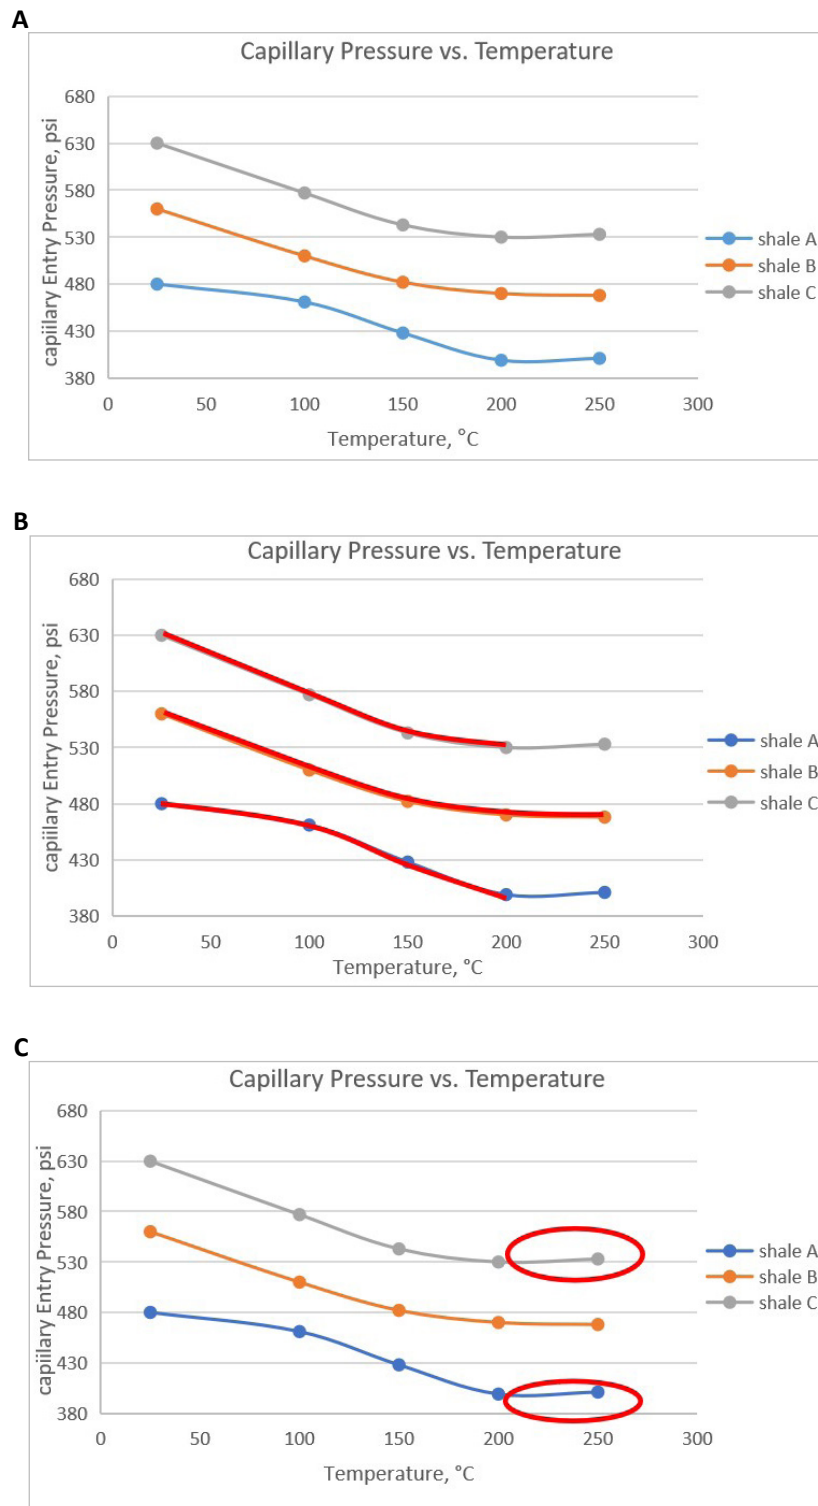 A
Capillary Pressure vs. Temperature
capiilary Entry Pressure, psi
680
630
580
530
480
430
380
0 50 100 150 200 250 300
Temperature, °C
shale A
shale B
shale C
B
Capillary Pressure vs. Temperature
capiilary Entry Pressure, psi
680
630
580
530
480
430
380
0 50 100 150 200 250 300
Temperature, °C
shale A
shale B
shale C
C
Capillary Pressure vs. Temperature
capiilary Entry Pressure, psi
680
630
580
530
480
430
380
0 50 100 150 200 250 300
Temperature, °C
shale A
shale B
shale C